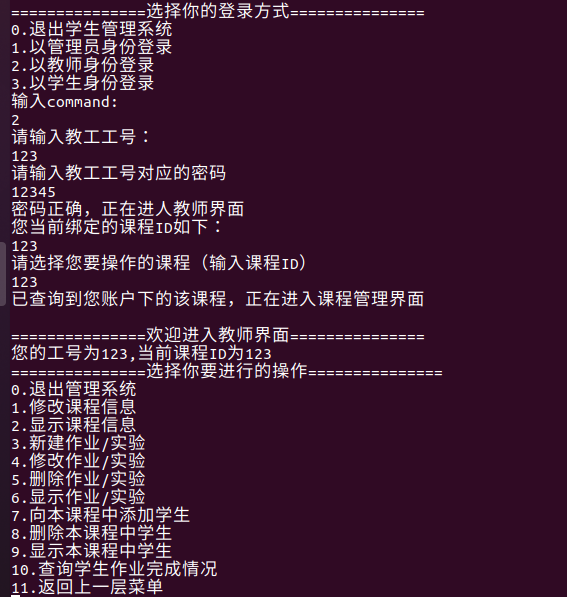 ===============选择你的登录方式===============
0.退出学生管理系统
1.以管理员身份登录
2.以教师身份登录
3.以学生身份登录
输入command:
2
请输入教工工号：
123
请输入教工工号对应的密码
12345
密码正确，正在进人教师界面
您当前绑定的课程ID如下：
123
请选择您要操作的课程（输入课程ID）
123
已查询到您账户下的该课程，正在进入课程管理界面
===============欢迎进入教师界面===============
您的工号为123,当前课程ID为123
===============选择你要进行的操作===============
0.退出管理系统
1.修改课程信息
2.显示课程信息
3.新建作业/实验
4.修改作业/实验
5.删除作业/实验
6.显示作业/实验
7.向本课程中添加学生
8.删除本课程中学生
9.显示本课程中学生
10.查询学生作业完成情况
11.返回上一层菜单